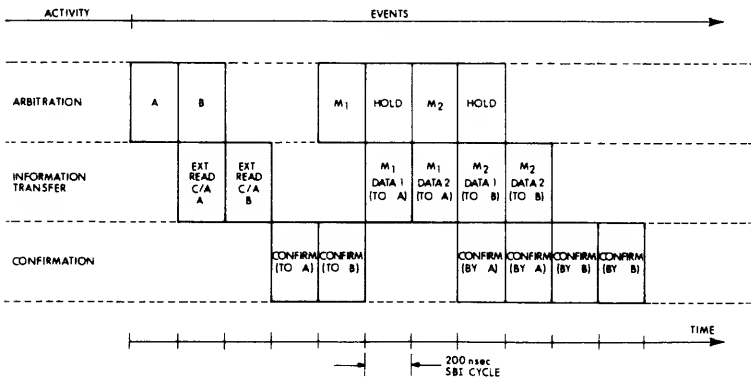 ACTIVITY EVENTS
ARBITRATION A B M1 HOLD M2 HOLD
INFORMATION TRANSFER
EXT READ C/A A
EXT READ C/A B
M1 DATA 1 (TO A)
M1 DATA 2 (TO A)
M2 DATA 1 (TO B)
M2 DATA 2 (TO B)
CONFIRMATION
CONFIRM (TO A)
CONFIRM (TO B)
CONFIRM (BY A)
CONFIRM (BY A)
CONFIRM (BY B)
CONFIRM (BY B)
TIME
200 nsec
SBI CYCLE